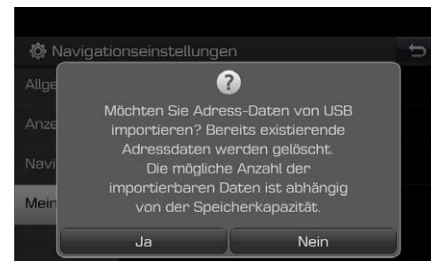 Navigationseinstellungen
Allge
Möchten Sie Adress-Daten von USB
Anze
importieren? Bereits existierende
Adressdaten werden gelöscht.
Navi
Die mögliche Anzahl der
importierbaren Daten ist abhängig
Mein
von der Speicherkapazität.
Ja
Nein